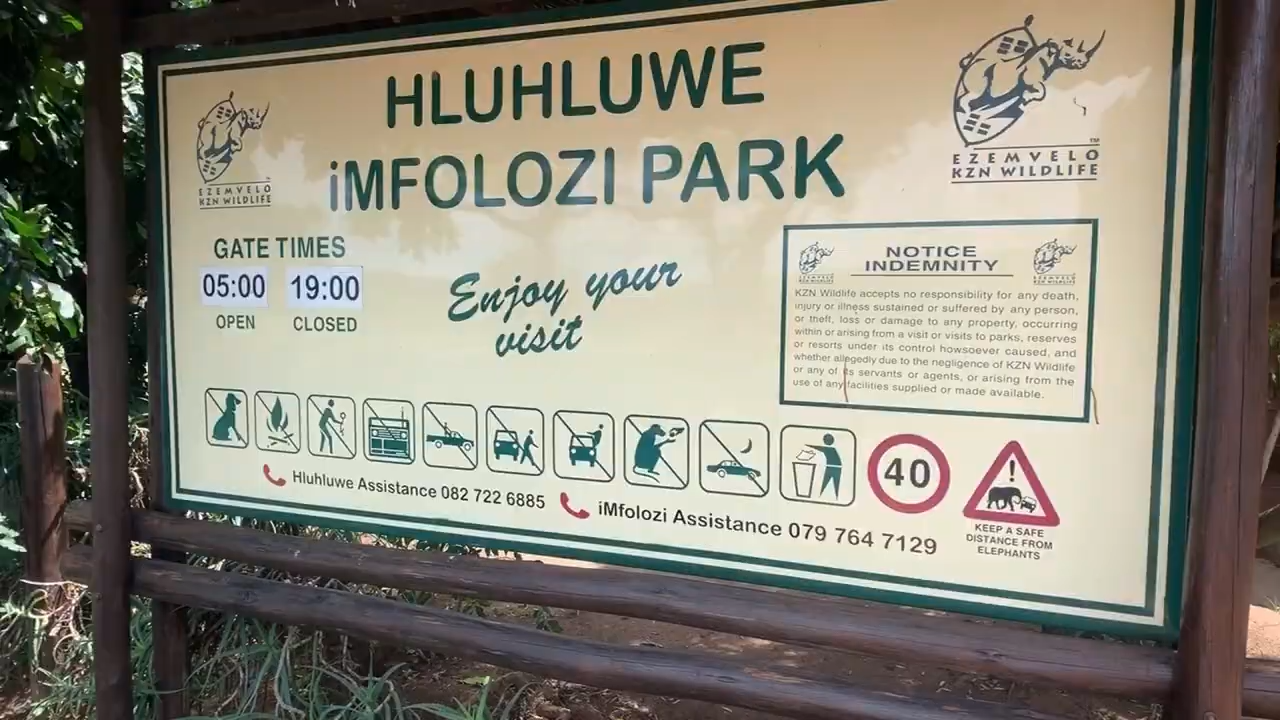 HLUHLUWE
iMFOLOZI PARK
EZEMVELO
KZN WILDLIFE
TM
EZEMVELO
KZN WILDLIFE
GATE TIMES
05:00 19:00
OPEN CLOSED
Enjoy your
visit
NOTICE
INDEMNITY
KZN Wildlife accepts no responsibility for any death,
injury or illness sustained or suffered by any person,
or theft, loss or damage to any property, occurring
within or arising from a visit or visits to parks, reserves
or resorts under its control howsoever caused, and
whether allegedly due to the negligence of KZN Wildlife
or any of its servants or agents, or arising from the
use of any facilities supplied or made available.
40
Hluhluwe Assistance 082 722 6885
iMfolozi Assistance 079 764 7129
!
KEEP A SAFE
DISTANCE FROM
ELEPHANTS